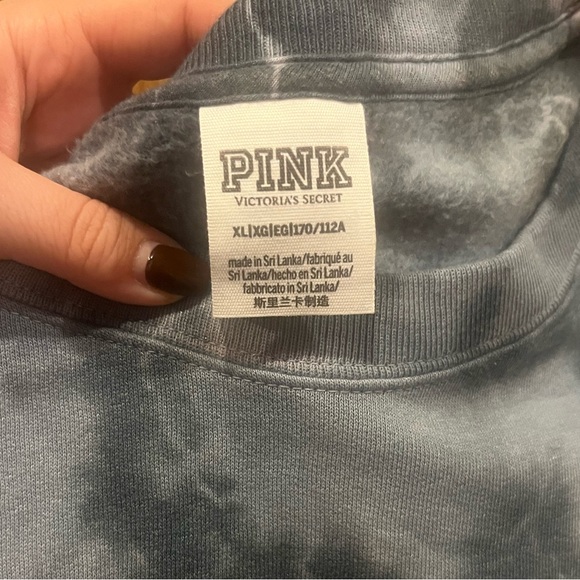 PINK
VICTORIA'S SECRET
XL|XG|EG|170/112A
made in Sri Lanka/fabriqué au
Sri Lanka/hecho en Sri Lanka/
fabbricato in Sri Lanka/
斯里兰卡制造